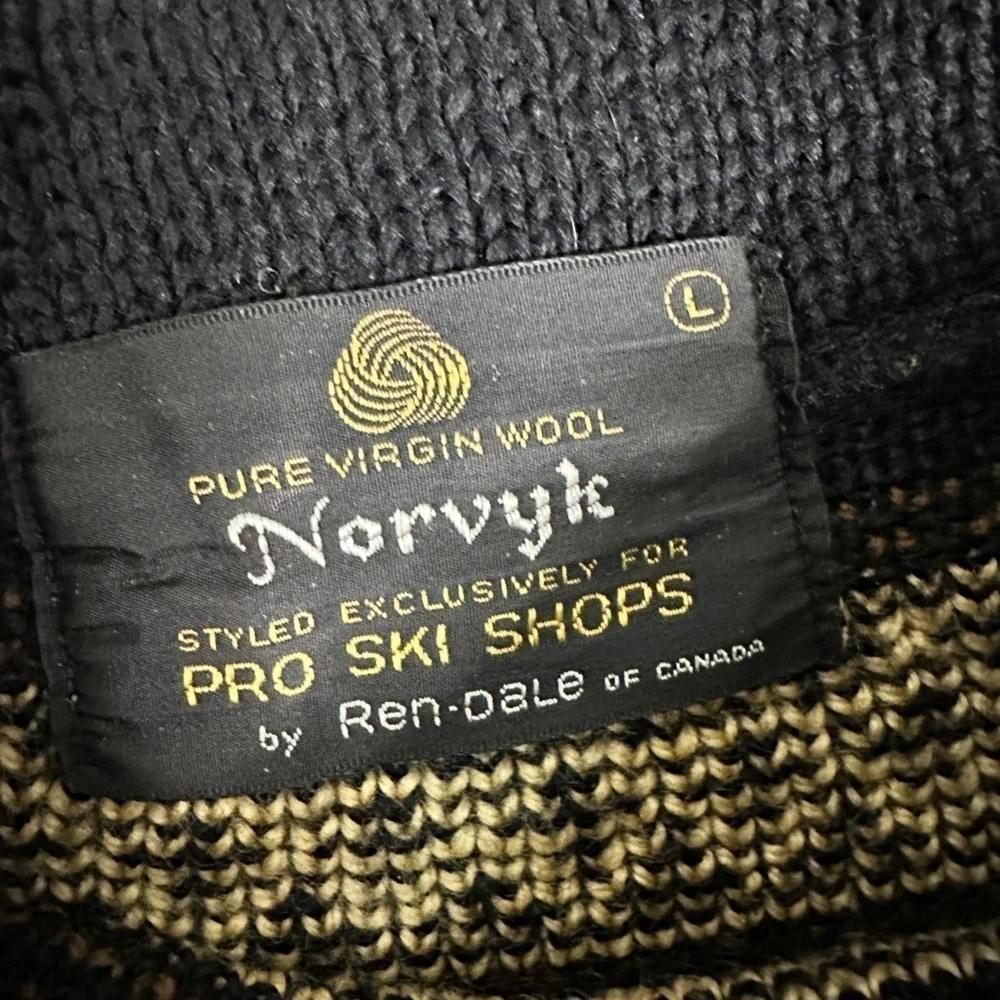 L
PURE VIRGIN WOOL
Norvyk
STYLED EXCLUSIVELY FOR
PRO SKI SHOPS
by Ren-Dale OF CANADA